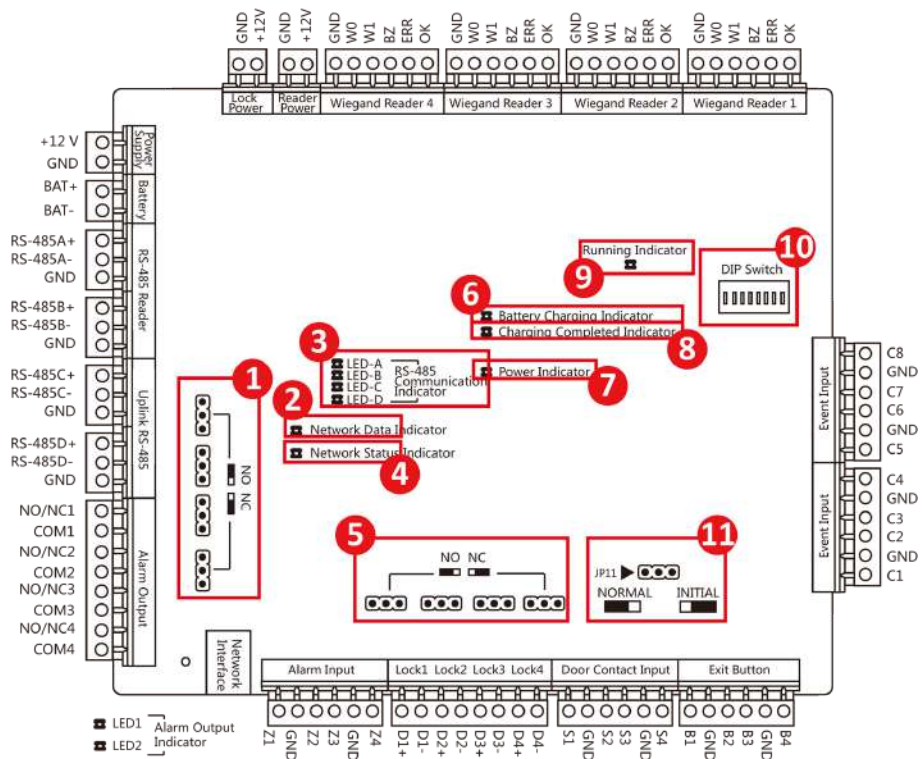 GND
+12V
GND
+12V
GND
W0
W1
BZ
ERR
OK
GND
W0
W1
BZ
ERR
OK
GND
W0
W1
BZ
ERR
OK
GND
W0
W1
BZ
ERR
OK
Lock
Power
Reader
Power
Wiegand Reader 4
Wiegand Reader 3
Wiegand Reader 2
Wiegand Reader 1
+12 V
GND
Power
Supply
BAT+
BAT-
Battery
RS-485A+
RS-485A-
GND
RS-485B+
RS-485B-
GND
RS-485 Reader
RS-485C+
RS-485C-
GND
RS-485D+
RS-485D-
GND
Uplink RS-485
NO/NC1
COM1
NO/NC2
COM2
NO/NC3
COM3
NO/NC4
COM4
Alarm Output
1
NO
NC
9
Running Indicator
10
DIP Switch
6
Battery Charging Indicator
Charging Completed Indicator
8
3
LED-A
LED-B
LED-C
LED-D
RS-485
Communication
Indicator
Power Indicator
7
2
Network Data Indicator
Network Status Indicator
4
5
NO NC
11
JP11
NORMAL INITIAL
C8
GND
C7
C6
GND
C5
Event Input
C4
GND
C3
C2
GND
C1
Event Input
Network
Interface
Alarm Input
Lock1 Lock2 Lock3 Lock4
Door Contact Input
Exit Button
Z1
GND
Z2
Z3
GND
Z4
D1+
D1-
D2+
D2-
D3+
D3-
D4+
D4-
S1
GND
S2
S3
GND
S4
B1
GND
B2
B3
GND
B4
LED1
LED2
Alarm Output
Indicator